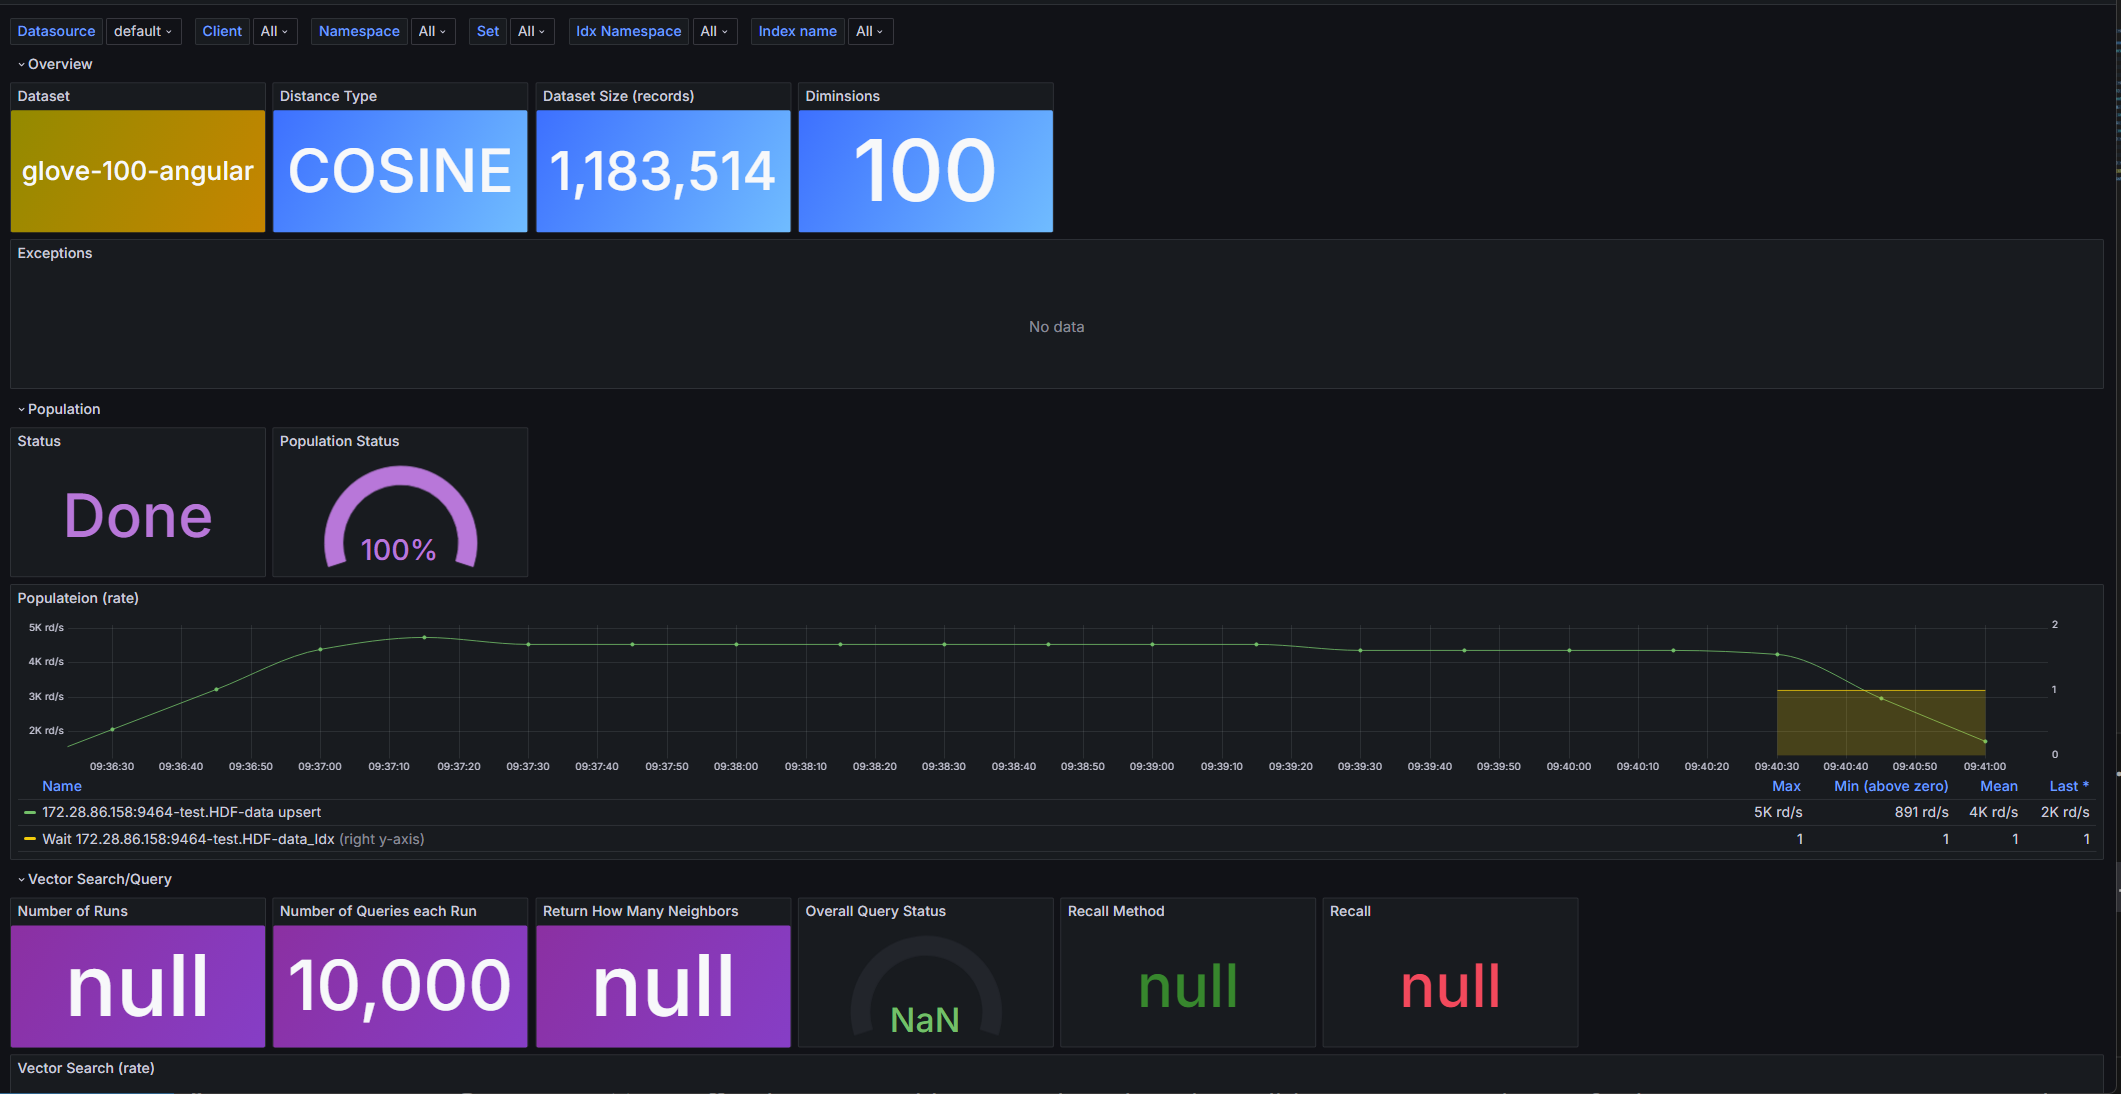 Datasource default Client All Namespace All Set All Idx Namespace All Index name All
Overview
Dataset Distance Type Dataset Size (records) Diminsions
glove-100-angular COSINE 1,183,514 100
Exceptions
No data
Population
Status Population Status
Done 100%
Populateion (rate)
5K rd/s 2
4K rd/s
3K rd/s 1
2K rd/s
0
09:36:30 09:36:40 09:36:50 09:37:00 09:37:10 09:37:20 09:37:30 09:37:40 09:37:50 09:38:00 09:38:10 09:38:20 09:38:30 09:38:40 09:38:50 09:39:00 09:39:10 09:39:20 09:39:30 09:39:40 09:39:50 09:40:00 09:40:10 09:40:20 09:40:30 09:40:40 09:40:50 09:41:00
Name Max Min (above zero) Mean Last *
172.28.86.158:9464-test.HDF-data upsert 5K rd/s 891 rd/s 4K rd/s 2K rd/s
Wait 172.28.86.158:9464-test.HDF-data_Idx (right y-axis) 1 1 1 1
Vector Search/Query
Number of Runs Number of Queries each Run Return How Many Neighbors Overall Query Status Recall Method Recall
null 10,000 null NaN null null
Vector Search (rate)